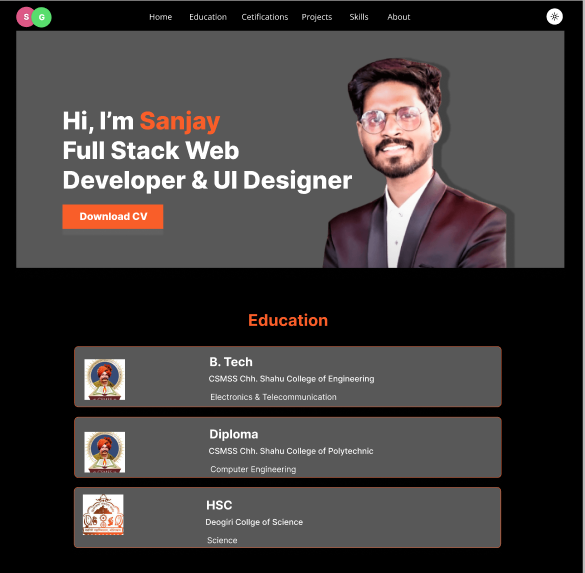 S G
Home Education Cetifications Projects Skills About
Hi, I'm Sanjay
Full Stack Web
Developer & UI Designer
Download CV
Education
B. Tech
CSMSS Chh. Shahu College of Engineering
Electronics & Telecommunication
Diploma
CSMSS Chh. Shahu College of Polytechnic
Computer Engineering
HSC
Deogiri Collge of Science
Science